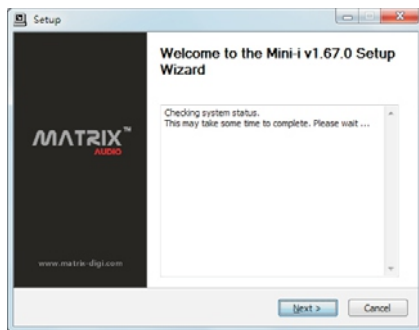 Setup
Welcome to the Mini-i v1.67.0 Setup
Wizard
Checking system status.
This may take some time to complete. Please wait ...
MATRIX™
AUDIO
www.matrix-digi.com
Next >
Cancel